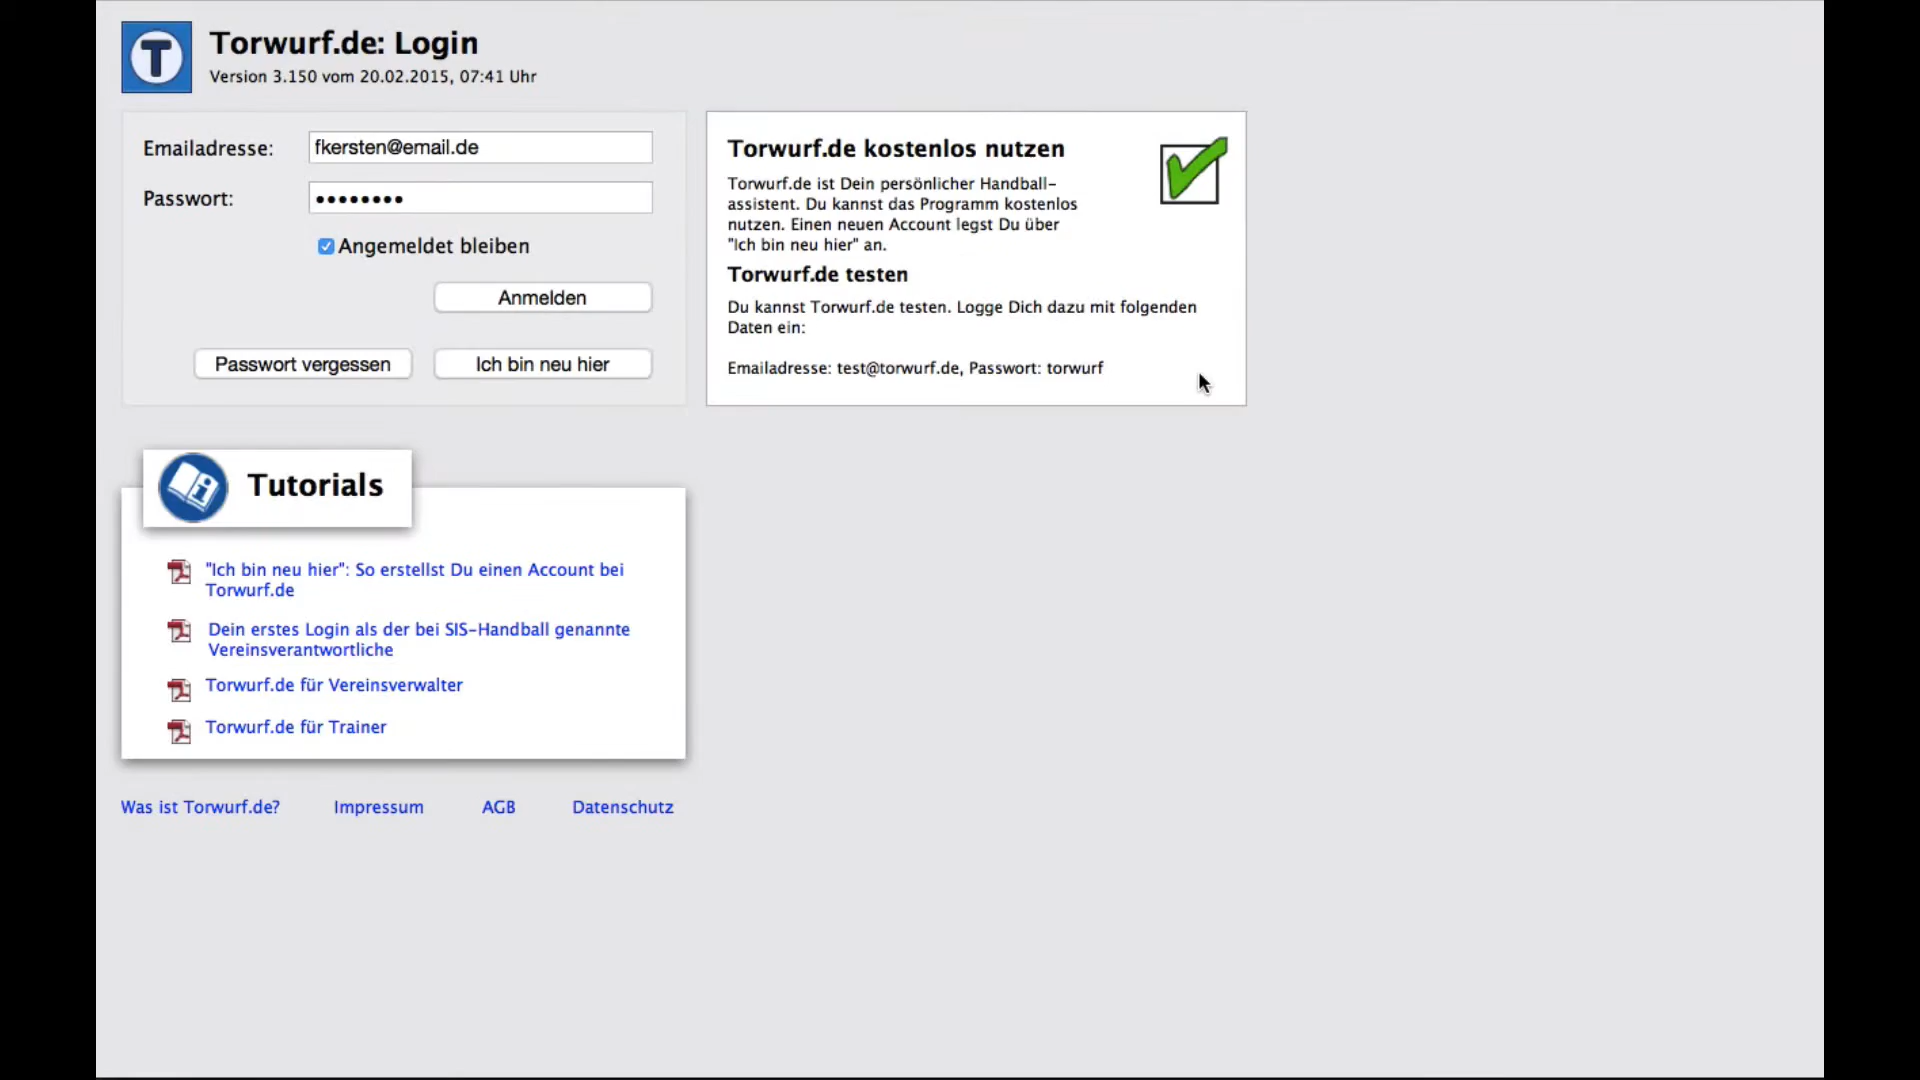 T
Torwurf.de: Login
Version 3.150 vom 20.02.2015, 07:41 Uhr
Emailadresse:
fkersten@email.de
Passwort:
••••••••
Angemeldet bleiben
Anmelden
Passwort vergessen
Ich bin neu hier
Torwurf.de kostenlos nutzen
Torwurf.de ist Dein persönlicher Handball-
assistent. Du kannst das Programm kostenlos
nutzen. Einen neuen Account legst Du über
"Ich bin neu hier" an.
Torwurf.de testen
Du kannst Torwurf.de testen. Logge Dich dazu mit folgenden
Daten ein:
Emailadresse: test@torwurf.de, Passwort: torwurf
Tutorials
"Ich bin neu hier": So erstellst Du einen Account bei
Torwurf.de
Dein erstes Login als der bei SIS-Handball genannte
Vereinsverantwortliche
Torwurf.de für Vereinsverwalter
Torwurf.de für Trainer
Was ist Torwurf.de?
Impressum
AGB
Datenschutz